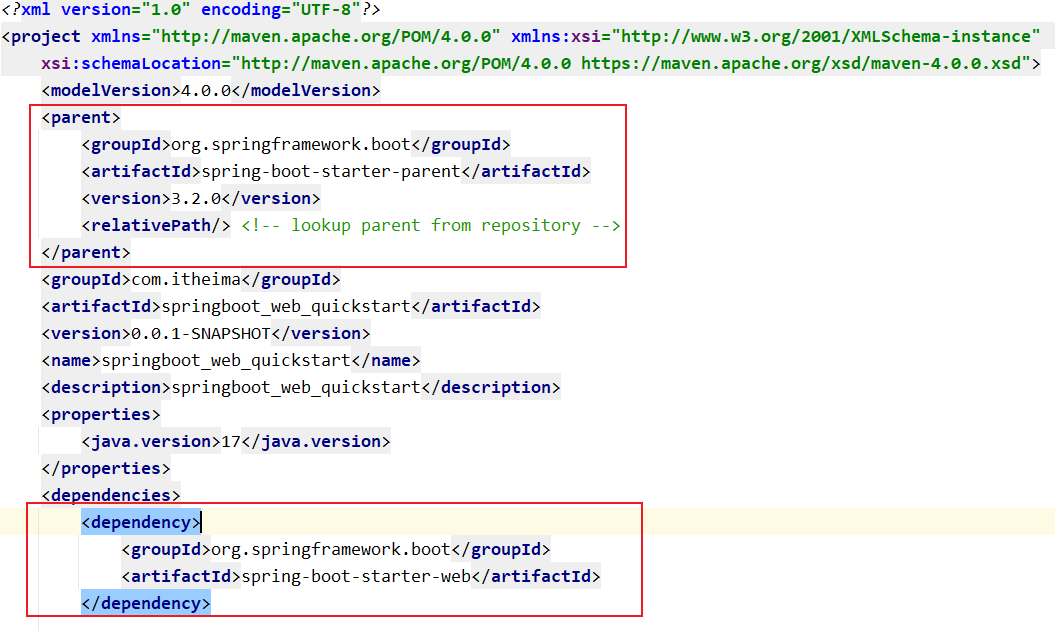 <?xml version="1.0" encoding="UTF-8"?>
<project xmlns="http://maven.apache.org/POM/4.0.0" xmlns:xsi="http://www.w3.org/2001/XMLSchema-instance"
    xsi:schemaLocation="http://maven.apache.org/POM/4.0.0 https://maven.apache.org/xsd/maven-4.0.0.xsd">
    <modelVersion>4.0.0</modelVersion>
    <parent>
        <groupId>org.springframework.boot</groupId>
        <artifactId>spring-boot-starter-parent</artifactId>
        <version>3.2.0</version>
        <relativePath/> <!-- lookup parent from repository -->
    </parent>
    <groupId>com.itheima</groupId>
    <artifactId>springboot_web_quickstart</artifactId>
    <version>0.0.1-SNAPSHOT</version>
    <name>springboot_web_quickstart</name>
    <description>springboot_web_quickstart</description>
    <properties>
        <java.version>17</java.version>
    </properties>
    <dependencies>
        <dependency>
            <groupId>org.springframework.boot</groupId>
            <artifactId>spring-boot-starter-web</artifactId>
        </dependency>